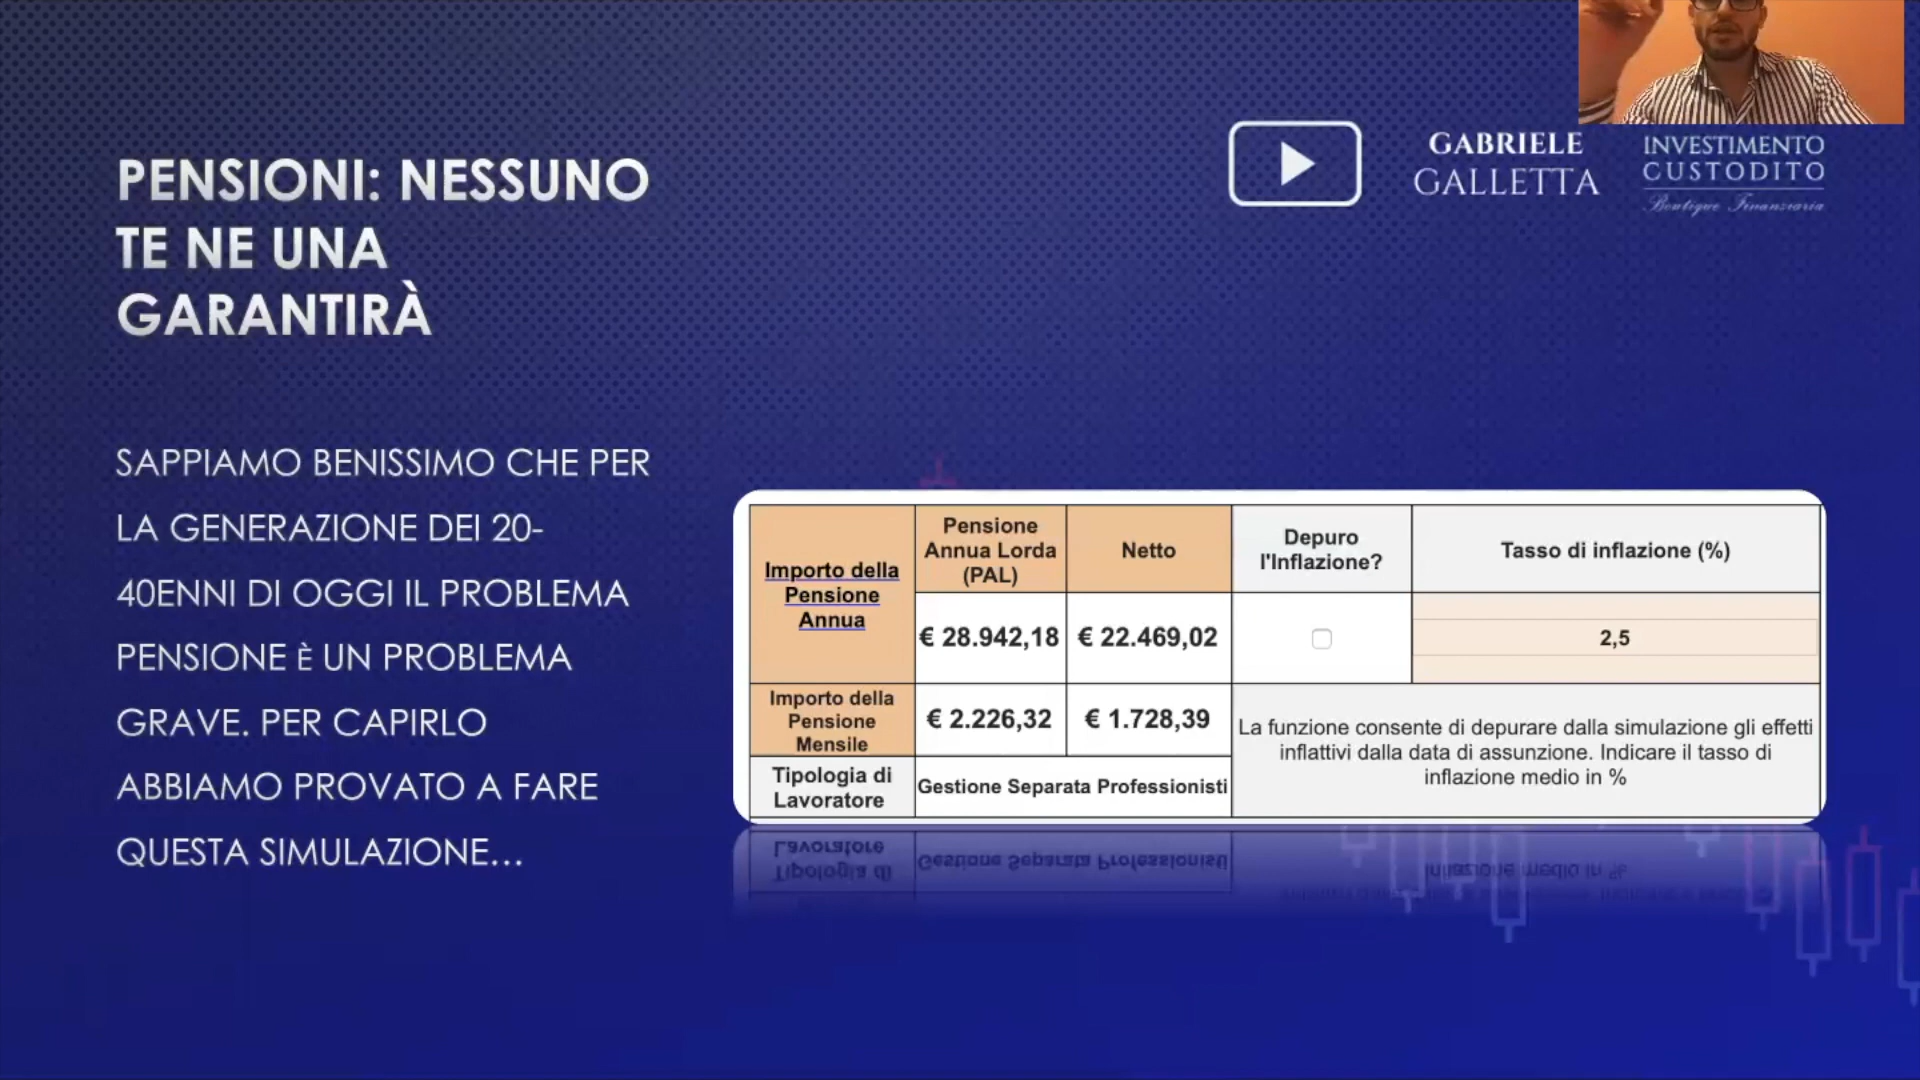 PENSIONI: NESSUNO
TE NE UNA
GARANTIRÀ
GABRIELE
GALLETTA
INVESTIMENTO
CUSTODITO
Boutique Finanziaria
SAPPIAMO BENISSIMO CHE PER
LA GENERAZIONE DEI 20-
40ENNI DI OGGI IL PROBLEMA
PENSIONE È UN PROBLEMA
GRAVE. PER CAPIRLO
ABBIAMO PROVATO A FARE
QUESTA SIMULAZIONE...
Importo della
Pensione
Annua
Pensione
Annua Lorda
(PAL)
Netto
Depuro
l'Inflazione?
Tasso di inflazione (%)
€ 28.942,18
€ 22.469,02
2,5
Importo della
Pensione
Mensile
€ 2.226,32
€ 1.728,39
La funzione consente di depurare dalla simulazione gli effetti
inflattivi dalla data di assunzione. Indicare il tasso di
inflazione medio in %
Tipologia di
Lavoratore
Gestione Separata Professionisti